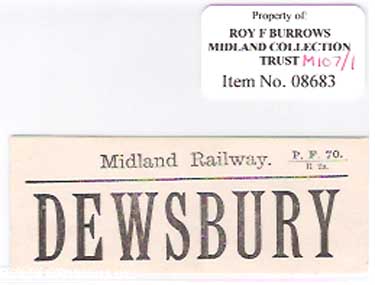 Property of:
ROY F BURROWS
MIDLAND COLLECTION
TRUST M107/1
Item No. 08683
Midland Railway. P. F. 70.
DEWSBURY